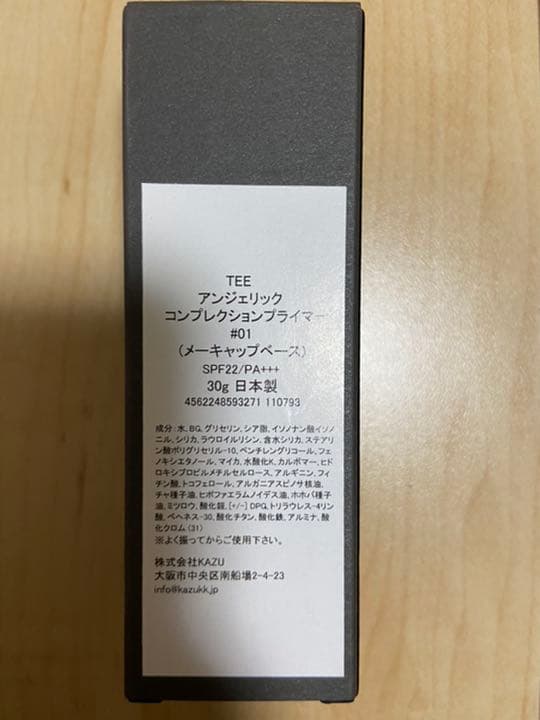 TEE
アンジェリック
コンプレクションプライマー
#01
(メーキャップベース)
SPF22/PA+++
30g 日本製
4562248593271 110793
成分:水、BG、グリセリン、シア脂、イソノナン酸イソノ
ニル、シリカ、ラウロイルリシン、含水シリカ、ステアリ
ン酸ポリグリセリル-10、ペンチレングリコール、フェ
ノキシエタノール、マイカ、水酸化K、カルボマー、ヒド
ロキシプロピルメチルセルロース、アルギニン、フィ
チン酸、トコフェロール、アルガニアスピノサ核油、
チャ種子油、ヒポファエラムノイデス油、ホホバ種子
油、ミツロウ、酸化銀、[+/-] DPG、トリラウレス-4リン
酸、ベヘネス-30、酸化チタン、酸化鉄、アルミナ、酸
化クロム (31)
※よく振ってからご使用下さい。
株式会社KAZU
大阪市中央区南船場2-4-23
info@kazukk.jp